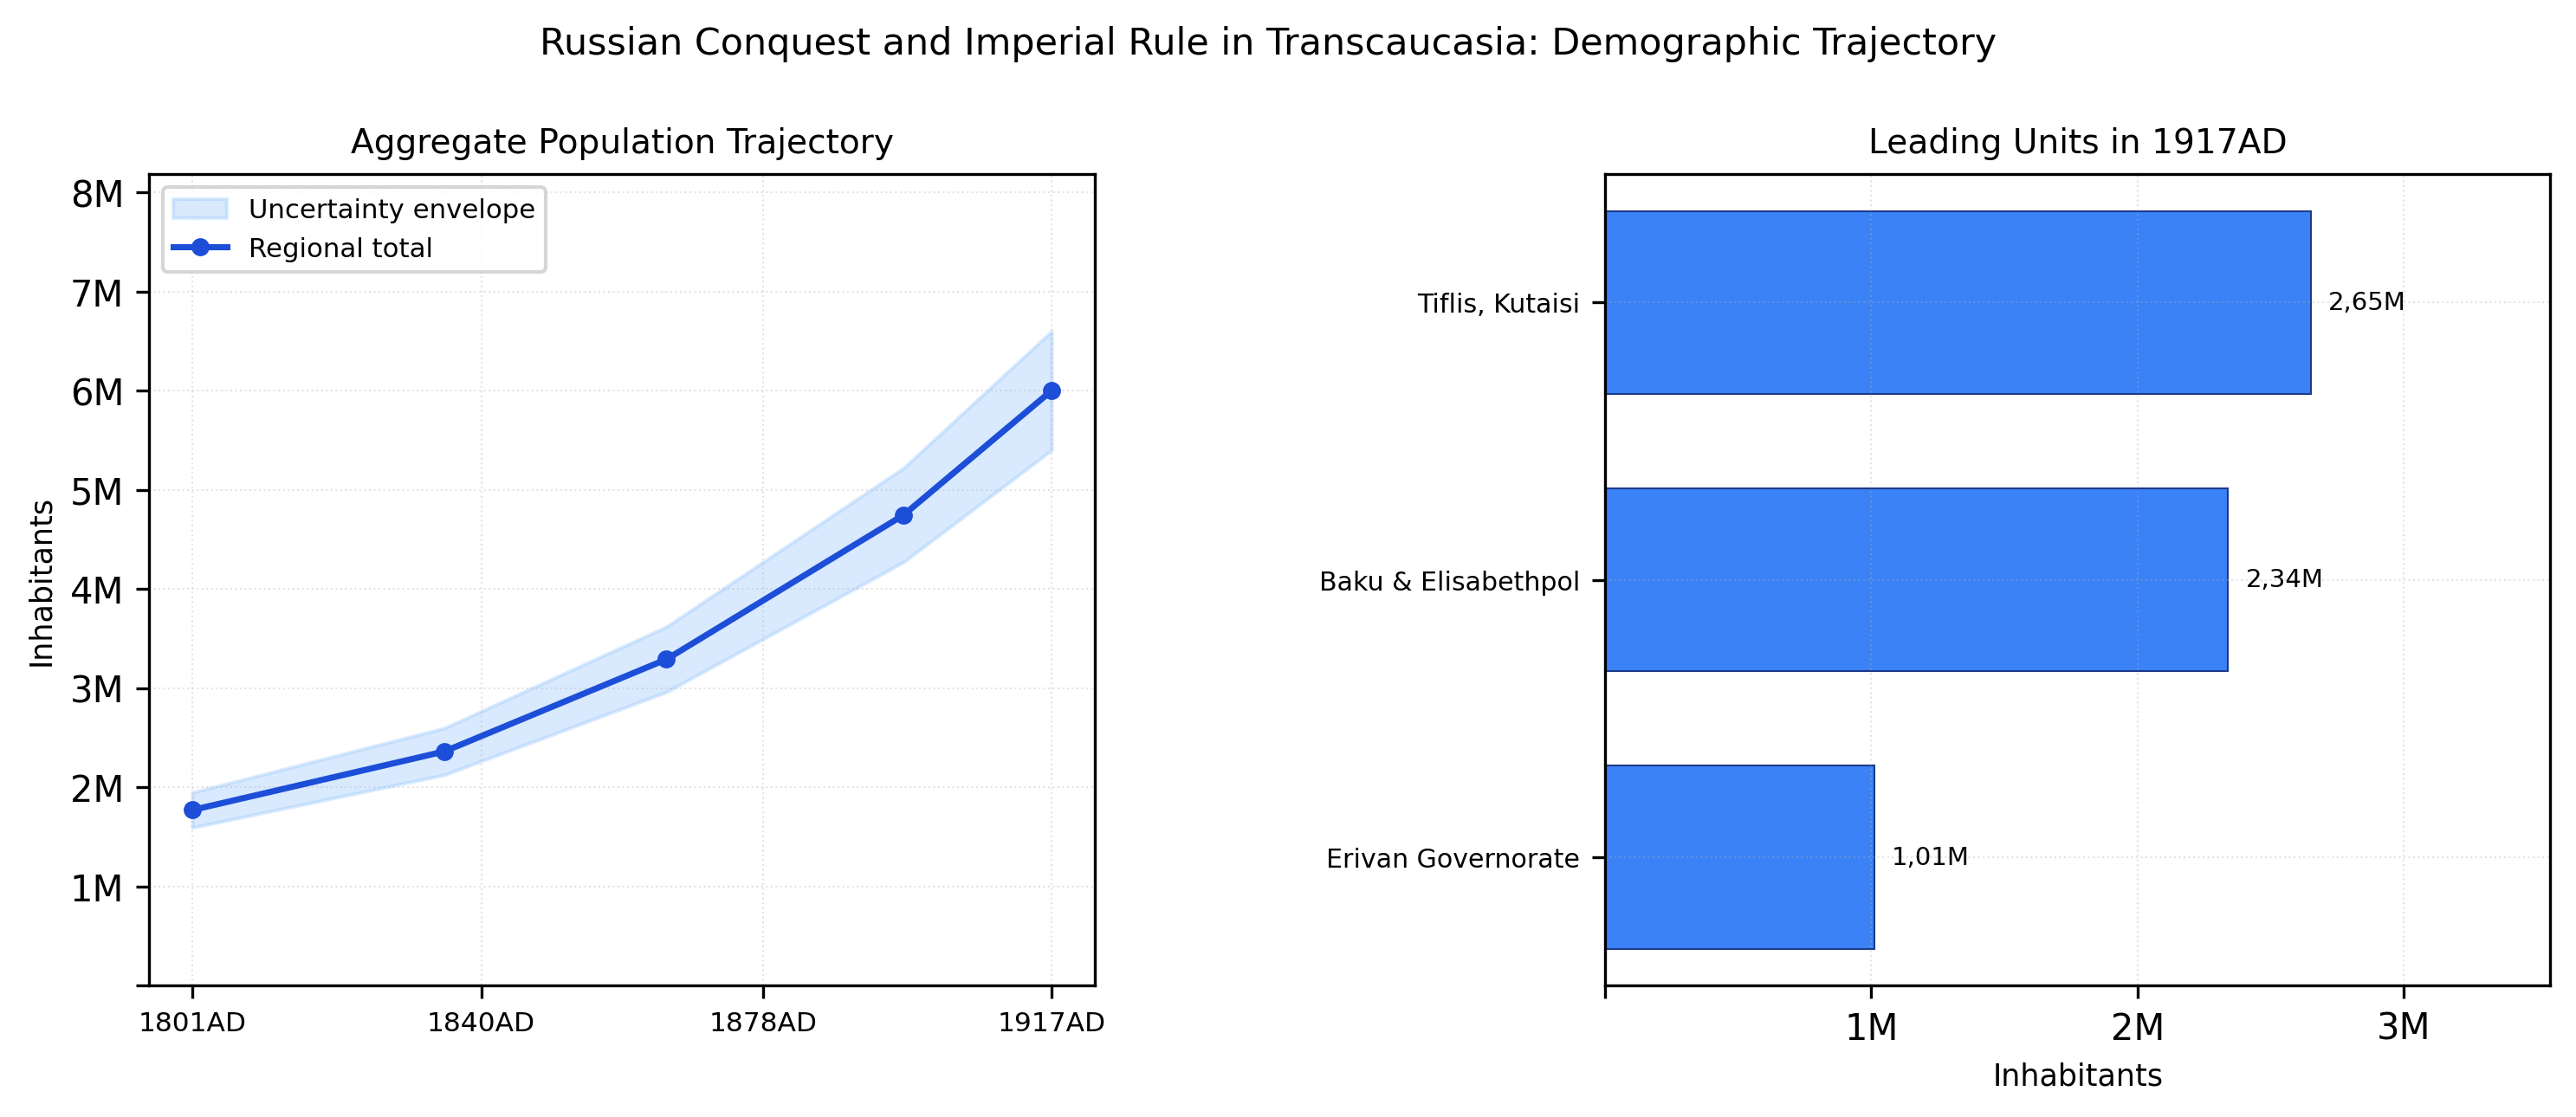 Russian Conquest and Imperial Rule in Transcaucasia: Demographic Trajectory
Aggregate Population Trajectory
Uncertainty envelope
Regional total
8M
7M
6M
5M
4M
3M
2M
1M
Inhabitants
1801AD
1840AD
1878AD
1917AD
Leading Units in 1917AD
Tiflis, Kutaisi
2,65M
Baku & Elisabethpol
2,34M
Erivan Governorate
1,01M
1M
2M
3M
Inhabitants